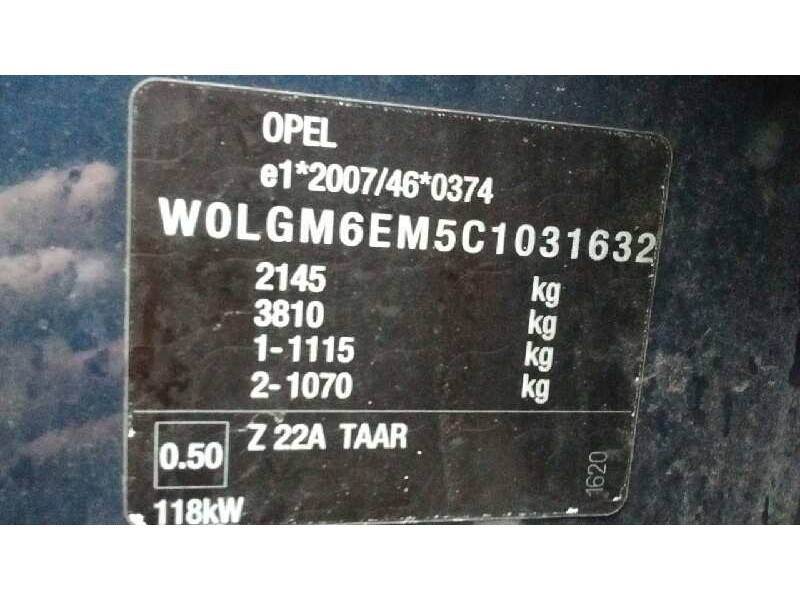 OPEL
e1*2007/46*0374
W0LGM6EM5C1031632
2145 kg
3810 kg
1-1115 kg
2-1070 kg
0.50 Z 22A TAAR
118kW
1620